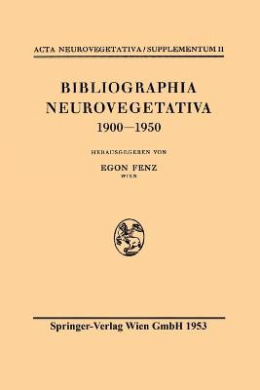 ACTA NEUROVEGETATIVA/SUPPLEMENTUM II
BIBLIOGRAPHIA
NEUROVEGETATIVA
1900—1950
HERAUSGEGEBEN VON
EGON FENZ
WIEN
Springer-Verlag Wien GmbH 1953